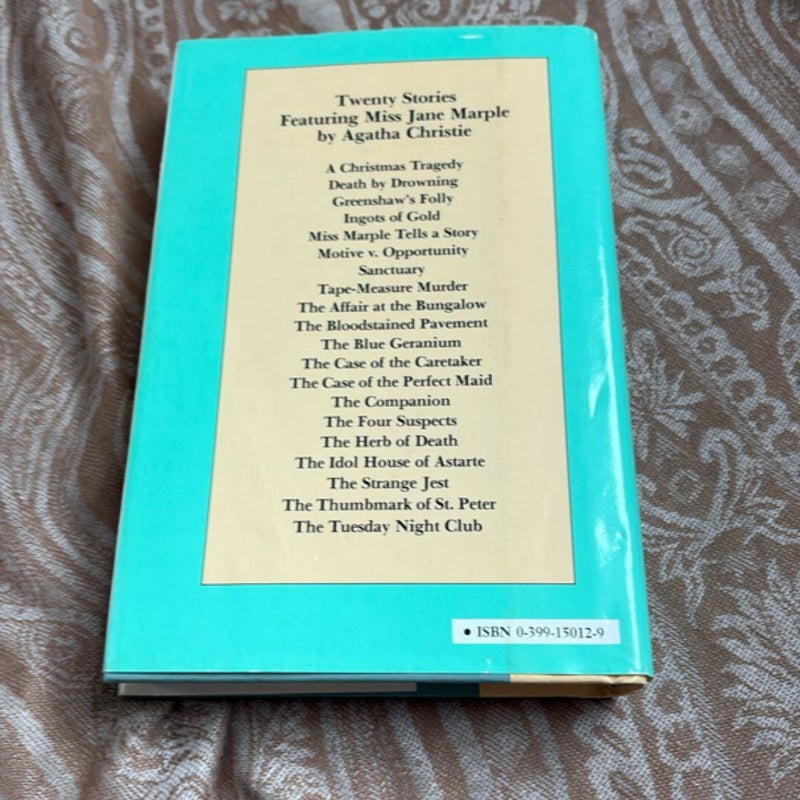 Twenty Stories
Featuring Miss Jane Marple
by Agatha Christie
A Christmas Tragedy
Death by Drowning
Greenshaw's Folly
Ingots of Gold
Miss Marple Tells a Story
Motive v. Opportunity
Sanctuary
Tape-Measure Murder
The Affair at the Bungalow
The Bloodstained Pavement
The Blue Geranium
The Case of the Caretaker
The Case of the Perfect Maid
The Companion
The Four Suspects
The Herb of Death
The Idol House of Astarte
The Strange Jest
The Thumbmark of St. Peter
The Tuesday Night Club
• ISBN 0-399-15012-9